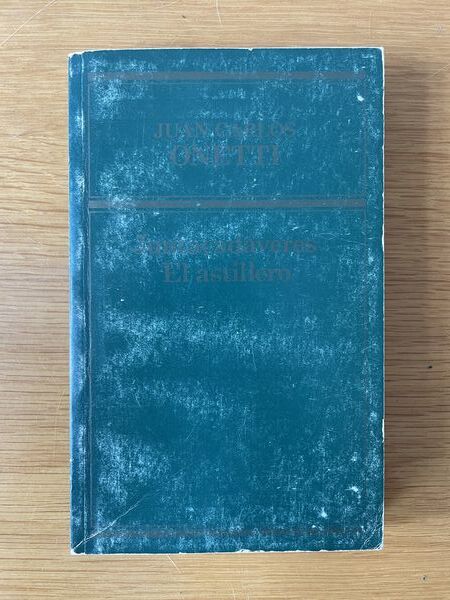 JUAN CARLOS
ONETTI
Juntacadáveres
El astillero